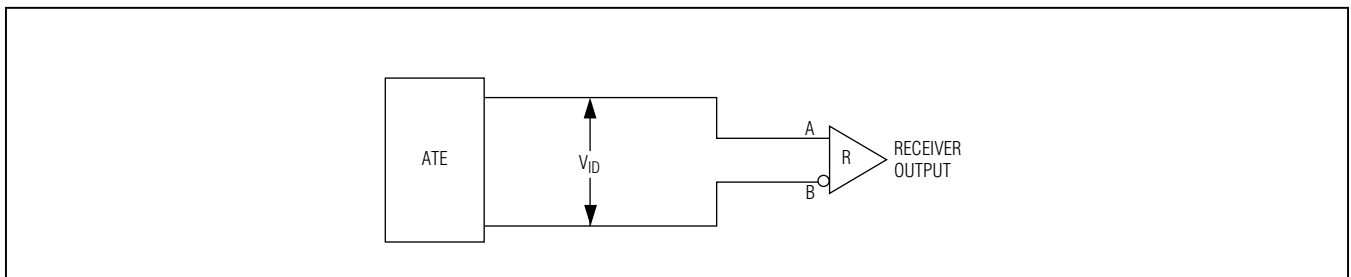 ATE
V_ID
A
B
R
RECEIVER
OUTPUT